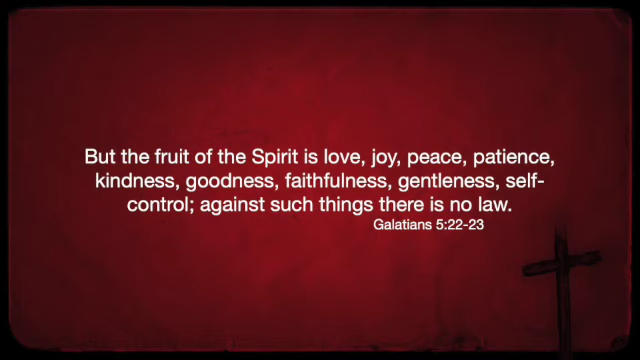 But the fruit of the Spirit is love, joy, peace, patience,
kindness, goodness, faithfulness, gentleness, self-
control; against such things there is no law.
Galatians 5:22-23